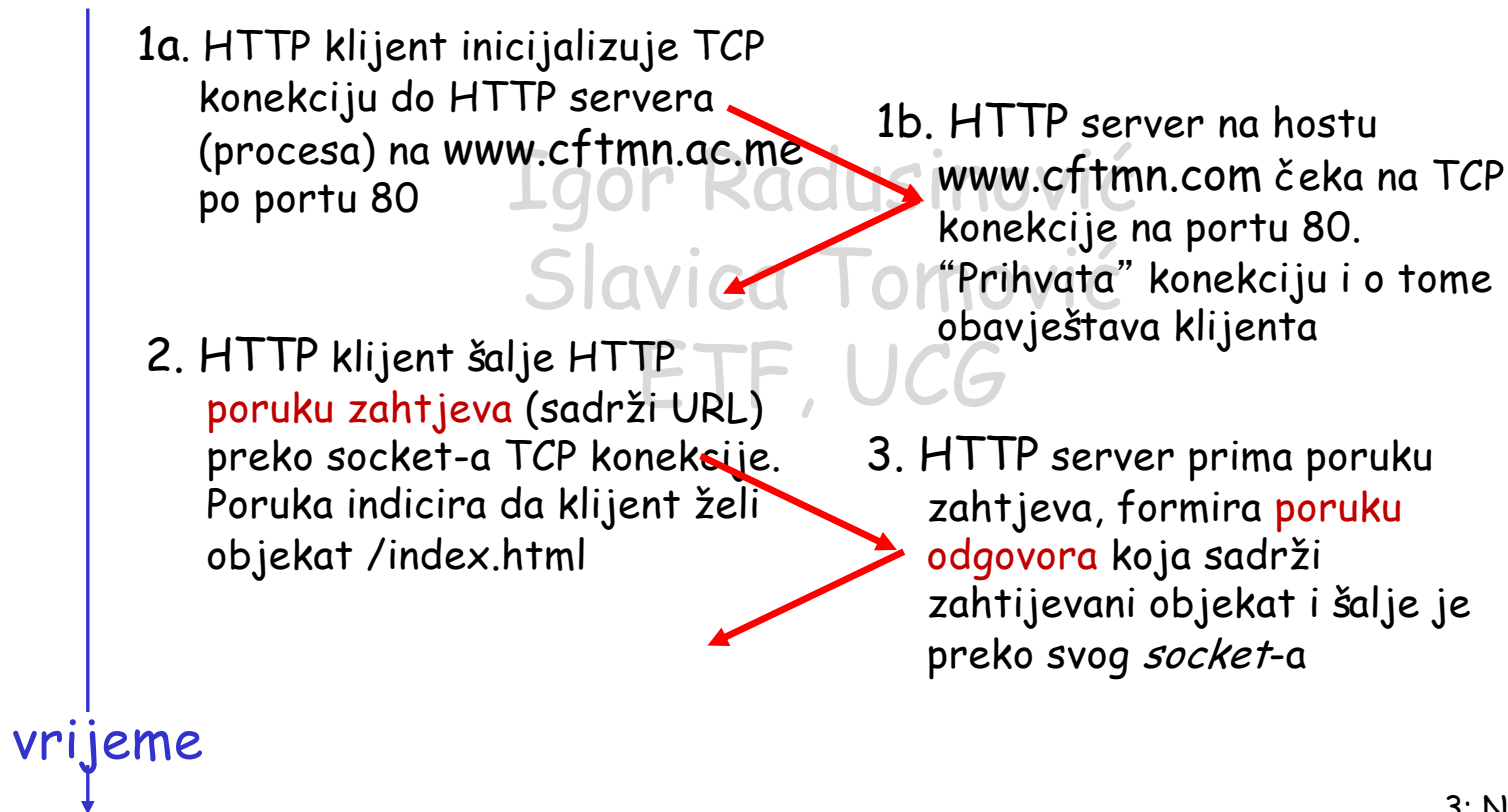 1a. HTTP klijent inicijalizuje TCP
konekciju do HTTP servera
(procesa) na www.cftmn.ac.me
po portu 80
1b. HTTP server na hostu
www.cftmn.com čeka na TCP
konekcije na portu 80.
“Prihvata” konekciju i o tome
obavještava klijenta
Igor Radusinović
Slavica Tomović
ETF, UCG
2. HTTP klijent šalje HTTP
poruku zahtjeva (sadrži URL)
preko socket-a TCP konekcije.
Poruka indicira da klijent želi
objekat /index.html
3. HTTP server prima poruku
zahtjeva, formira poruku
odgovora koja sadrži
zahtijevani objekat i šalje je
preko svog socket-a
vrijeme
3: N